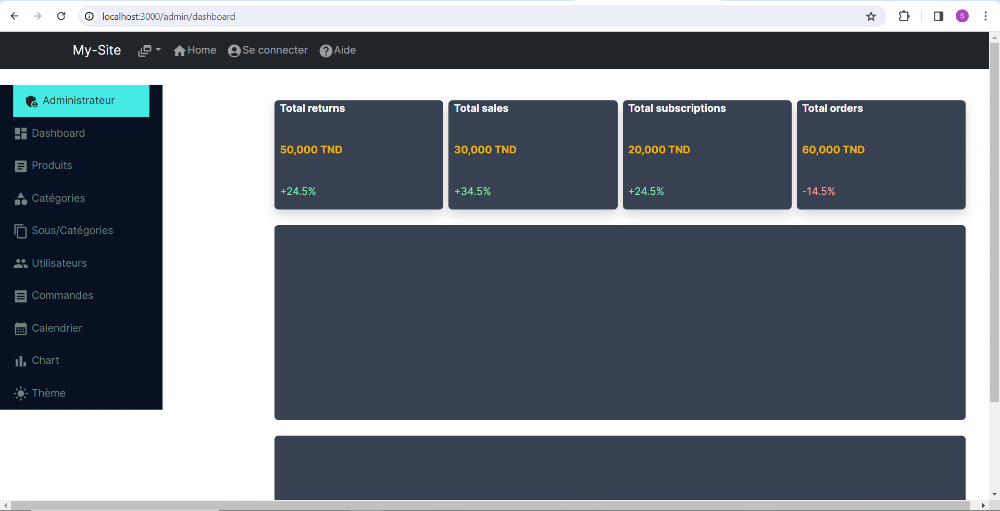 localhost:3000/admin/dashboard
S
My-Site Home Se connecter Aide
Administrateur
Dashboard
Produits
Catégories
Sous/Catégories
Utilisateurs
Commandes
Calendrier
Chart
Thème
Total returns Total sales Total subscriptions Total orders
50,000 TND 30,000 TND 20,000 TND 60,000 TND
+24.5% +34.5% +24.5% -14.5%